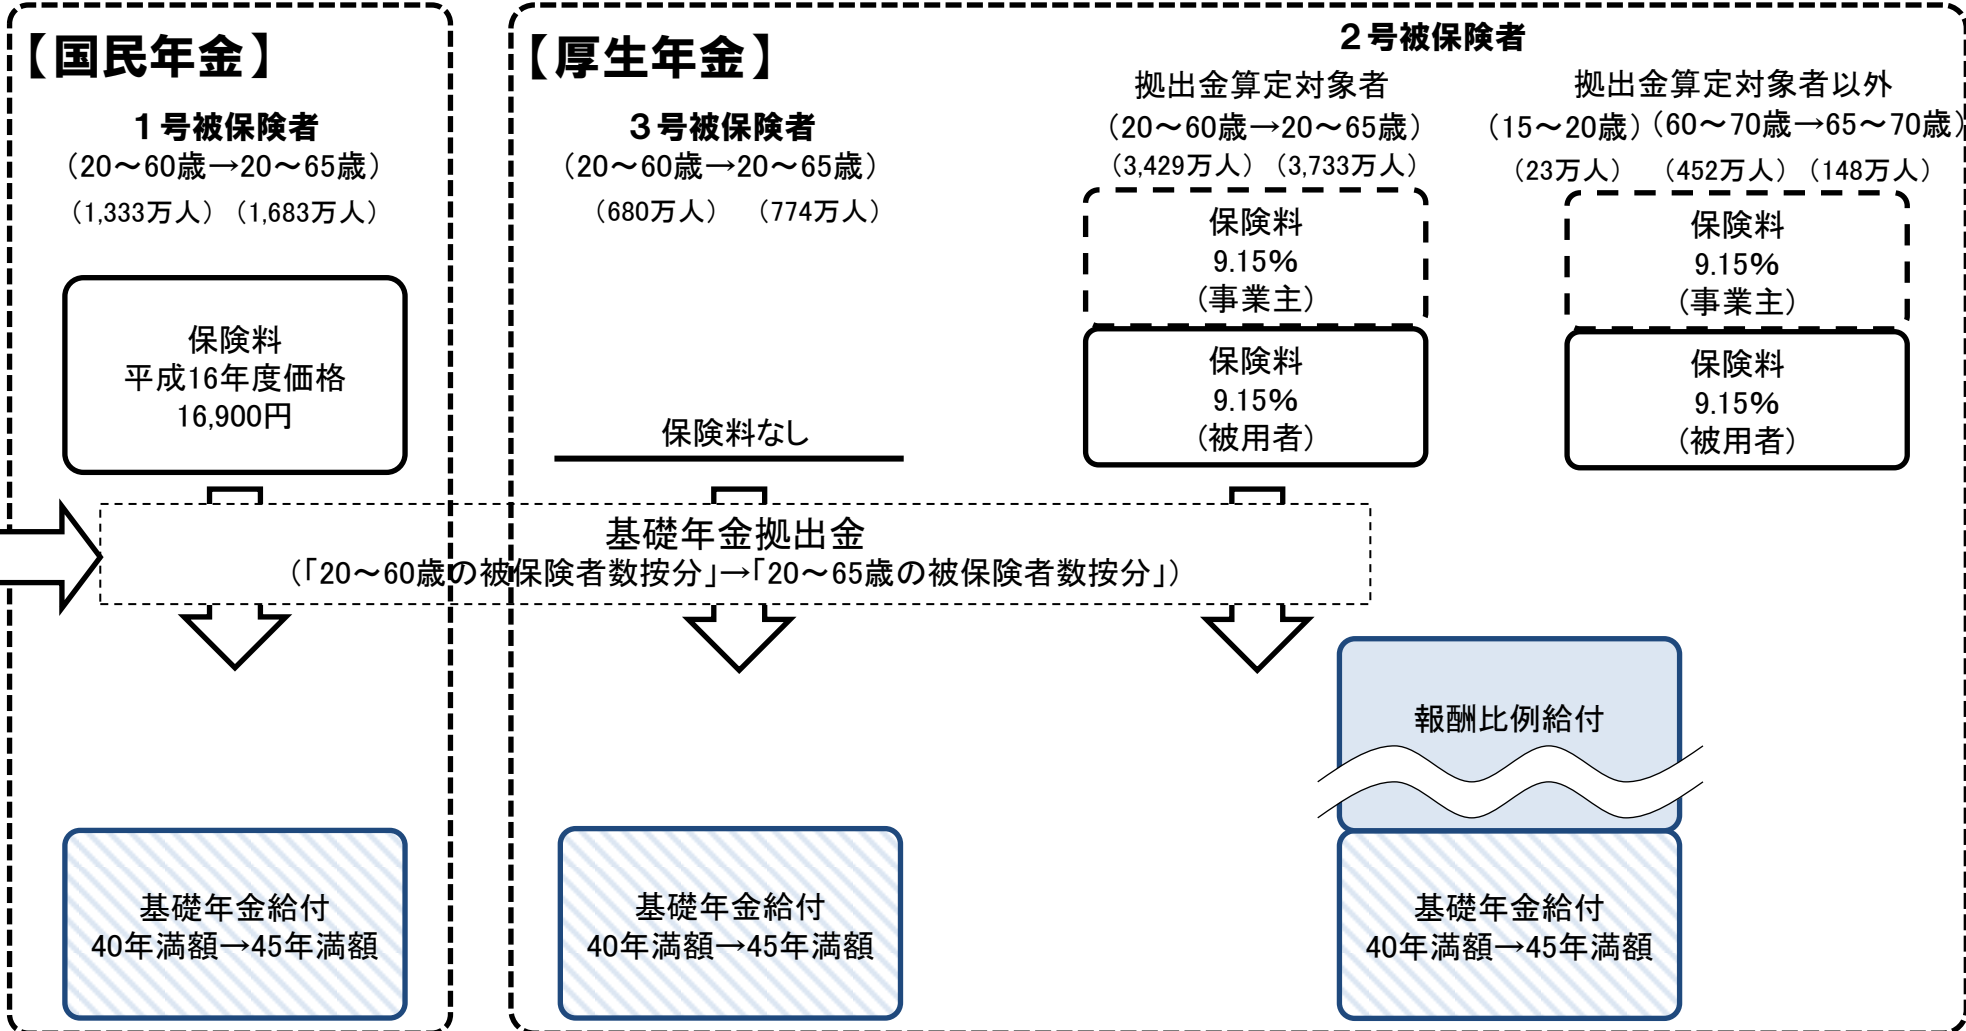 【国民年金】
1号被保険者
(20～60歳→20～65歳)
(1,333万人) (1,683万人)
保険料
平成16年度価格
16,900円
【厚生年金】
3号被保険者
(20～60歳→20～65歳)
(680万人) (774万人)
保険料なし
2号被保険者
拠出金算定対象者
(20～60歳→20～65歳)
(3,429万人) (3,733万人)
保険料
9.15%
(事業主)
保険料
9.15%
(被用者)
拠出金算定対象者以外
(15～20歳) (60～70歳→65～70歳)
(23万人) (452万人) (148万人)
保険料
9.15%
(事業主)
保険料
9.15%
(被用者)
基礎年金拠出金
(「20～60歳の被保険者数按分」→「20～65歳の被保険者数按分」)
基礎年金給付
40年満額→45年満額
基礎年金給付
40年満額→45年満額
報酬比例給付
基礎年金給付
40年満額→45年満額